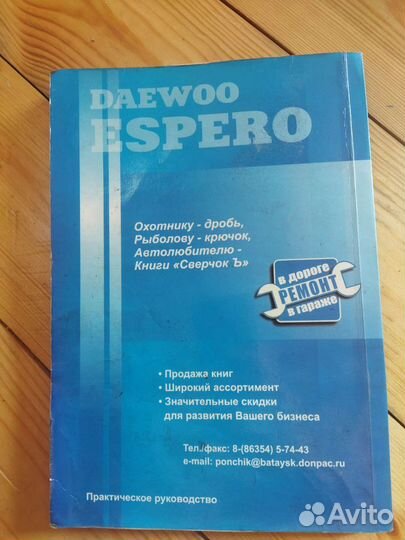 DAEWOO
ESPERO
Охотнику - дробь,
Рыболову - крючок,
Автолюбителю -
Книги «Сверчок Ъ»
в дороге
РЕМОНТ
в гараже
• Продажа книг
• Широкий ассортимент
• Значительные скидки
для развития Вашего бизнеса
Тел./факс: 8-(86354) 5-74-43
e-mail: ponchik@bataysk.donpac.ru
Практическое руководство
Avito